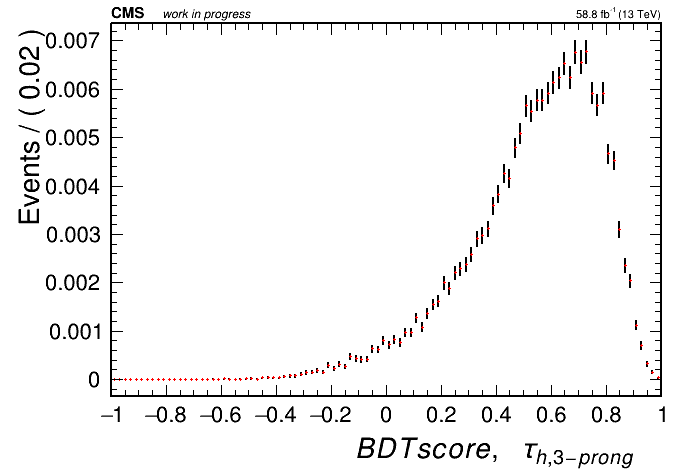 CMS work in progress 58.8 fb⁻¹ (13 TeV)
Events / ( 0.02 )
0.007
0.006
0.005
0.004
0.003
0.002
0.001
0
−1 −0.8 −0.6 −0.4 −0.2 0 0.2 0.4 0.6 0.8 1
BDTscore, τh,3−prong